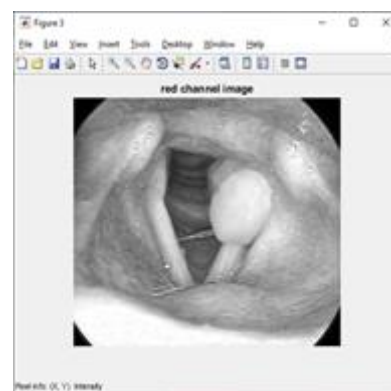 Figure 3
File Edit View Insert Tools Desktop Window Help
red channel image
Pixel info: (X, Y) Intensity